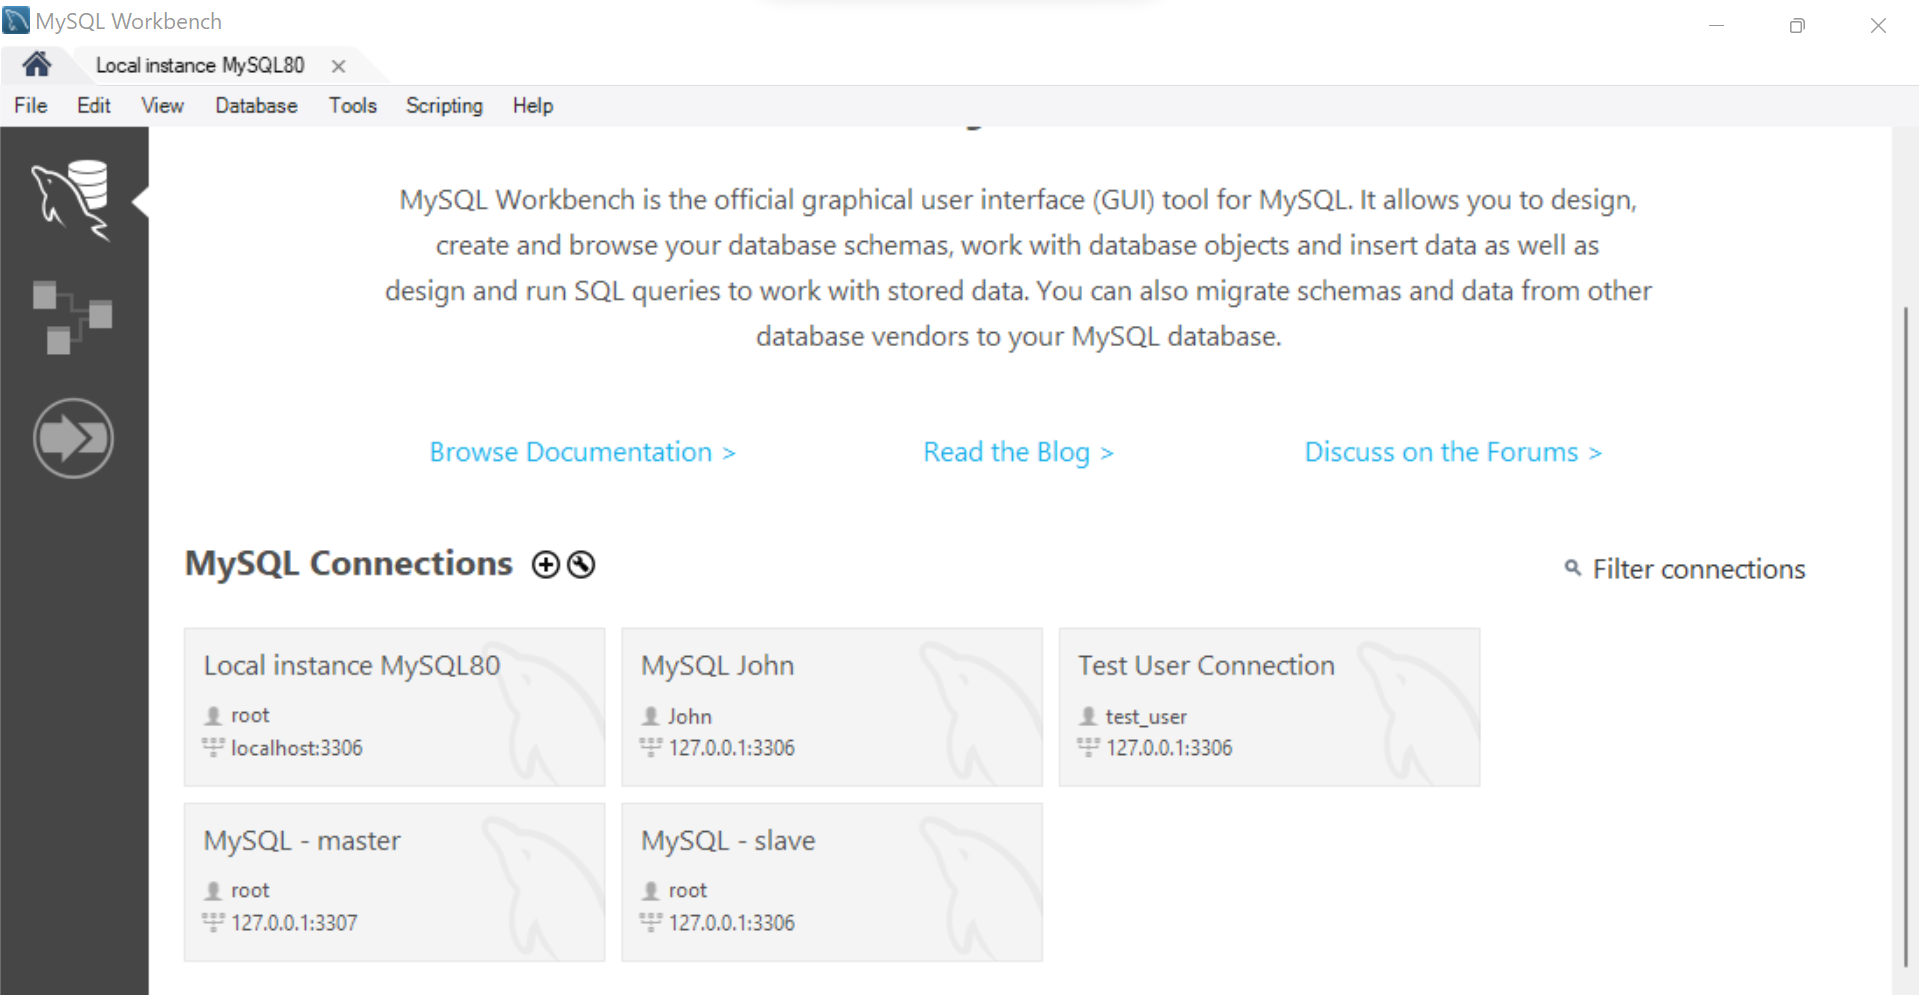 MySQL Workbench
Local instance MySQL80
File Edit View Database Tools Scripting Help
MySQL Workbench is the official graphical user interface (GUI) tool for MySQL. It allows you to design,
create and browse your database schemas, work with database objects and insert data as well as
design and run SQL queries to work with stored data. You can also migrate schemas and data from other
database vendors to your MySQL database.
Browse Documentation > Read the Blog > Discuss on the Forums >
MySQL Connections
Filter connections
Local instance MySQL80
root
localhost:3306
MySQL John
John
127.0.0.1:3306
Test User Connection
test_user
127.0.0.1:3306
MySQL - master
root
127.0.0.1:3307
MySQL - slave
root
127.0.0.1:3306